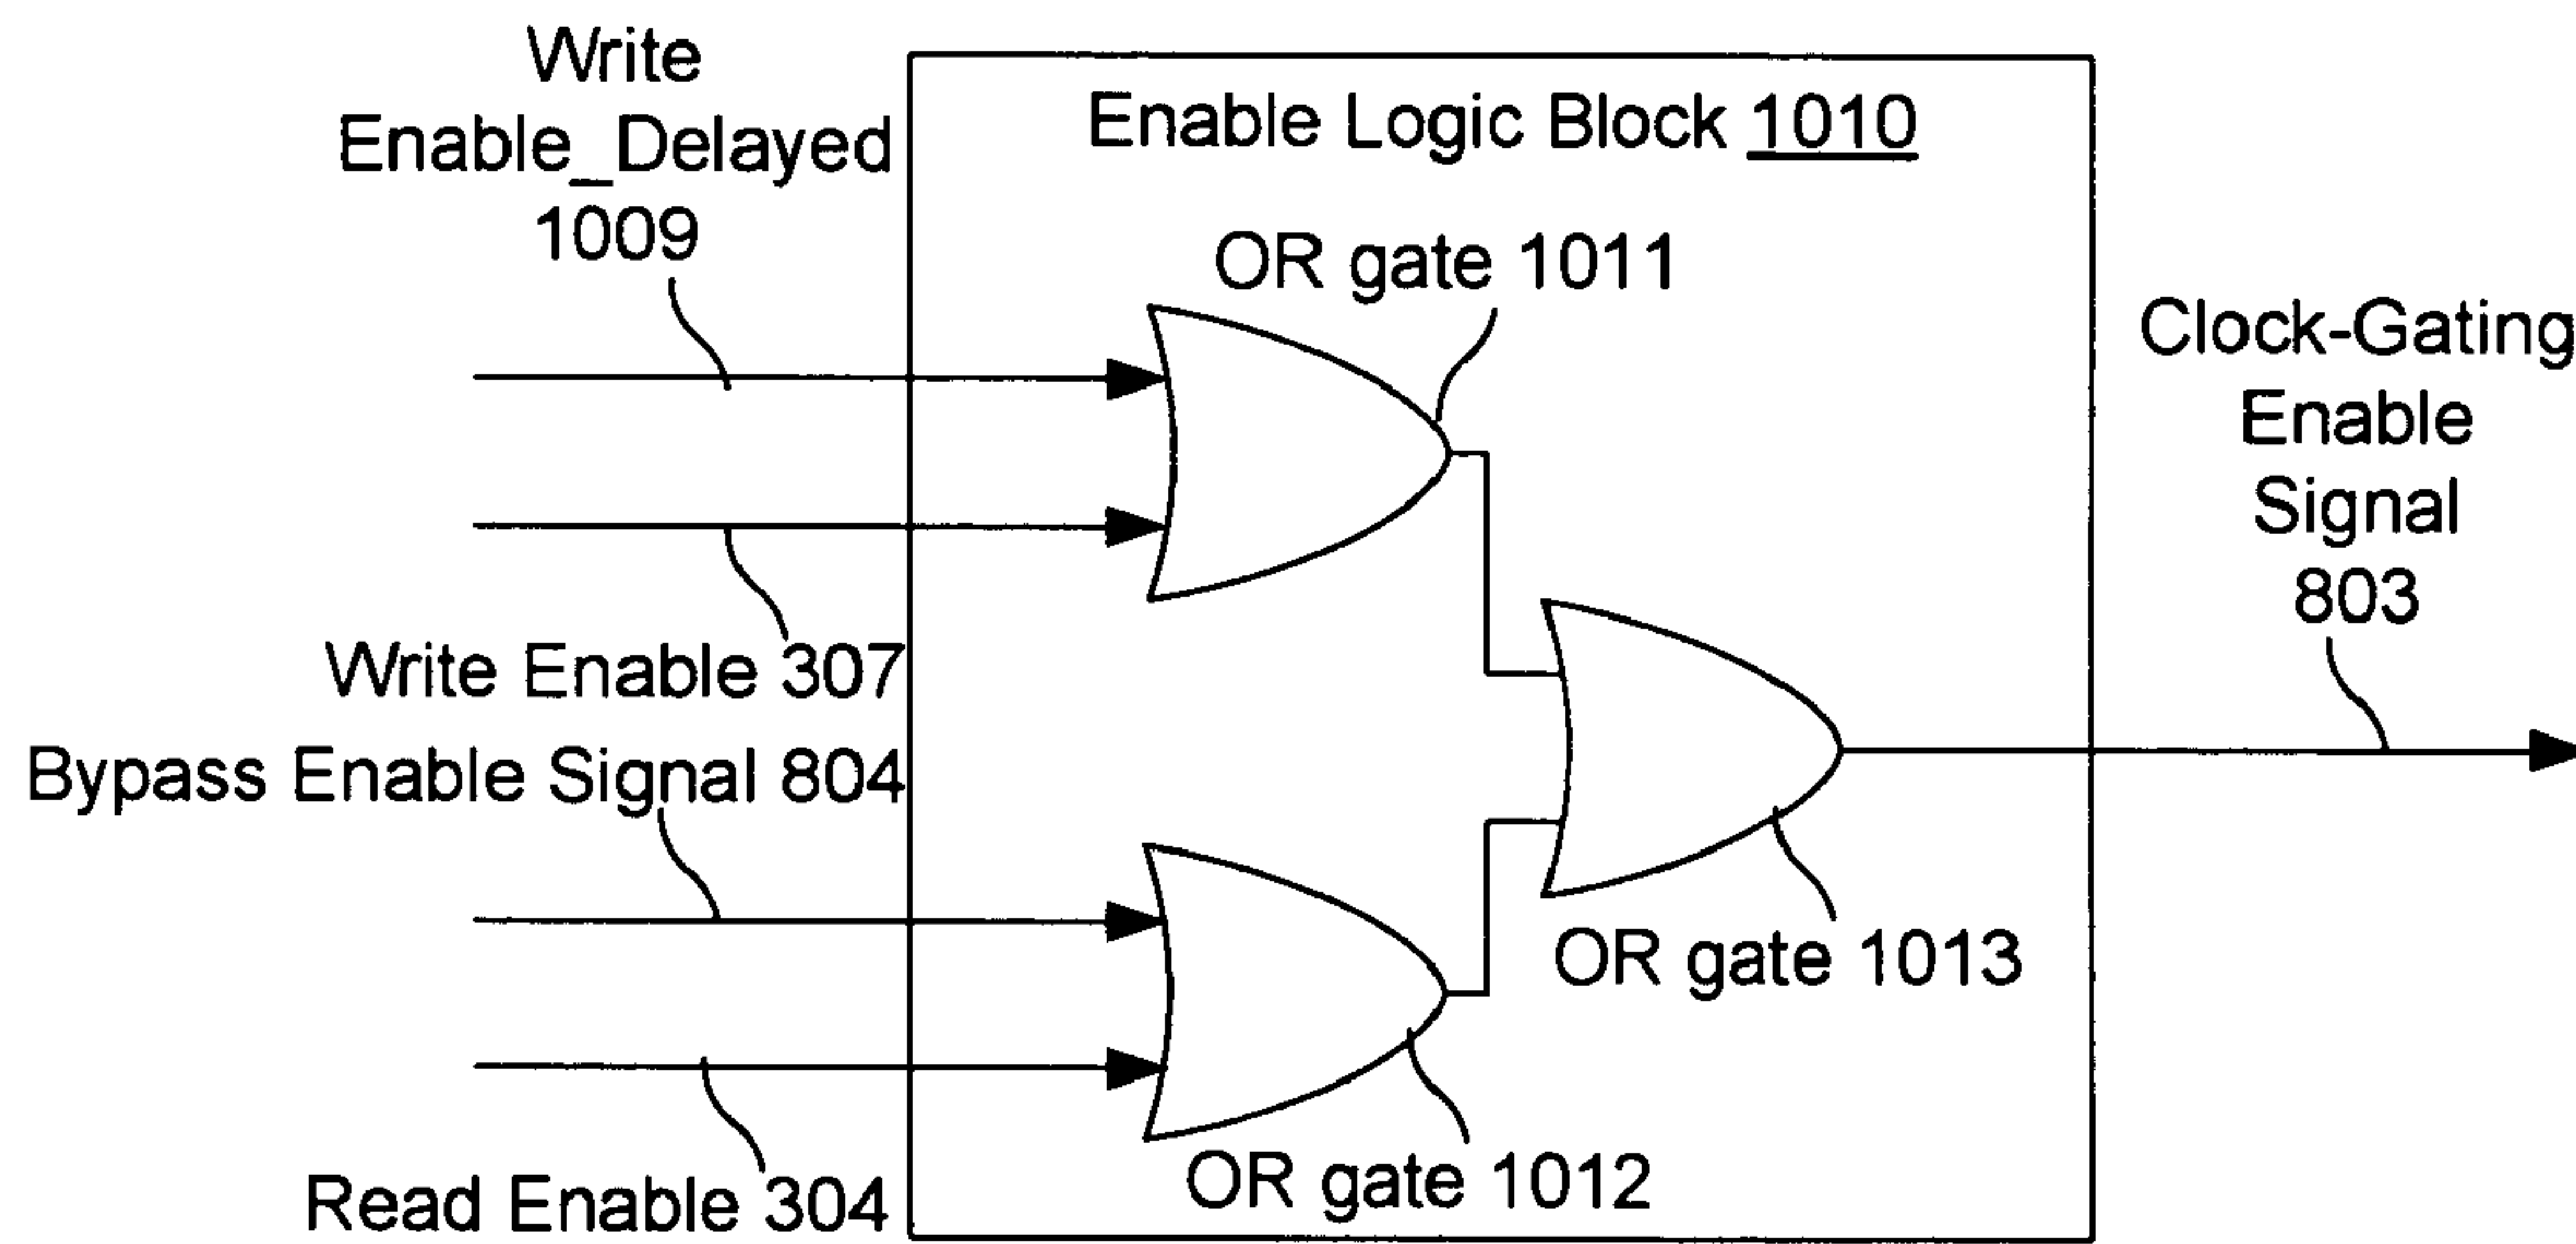 Write
Enable_Delayed
1009
Enable Logic Block 1010
OR gate 1011
Clock-Gating
Enable
Signal
803
Write Enable 307
Bypass Enable Signal 804
OR gate 1013
OR gate 1012
Read Enable 304